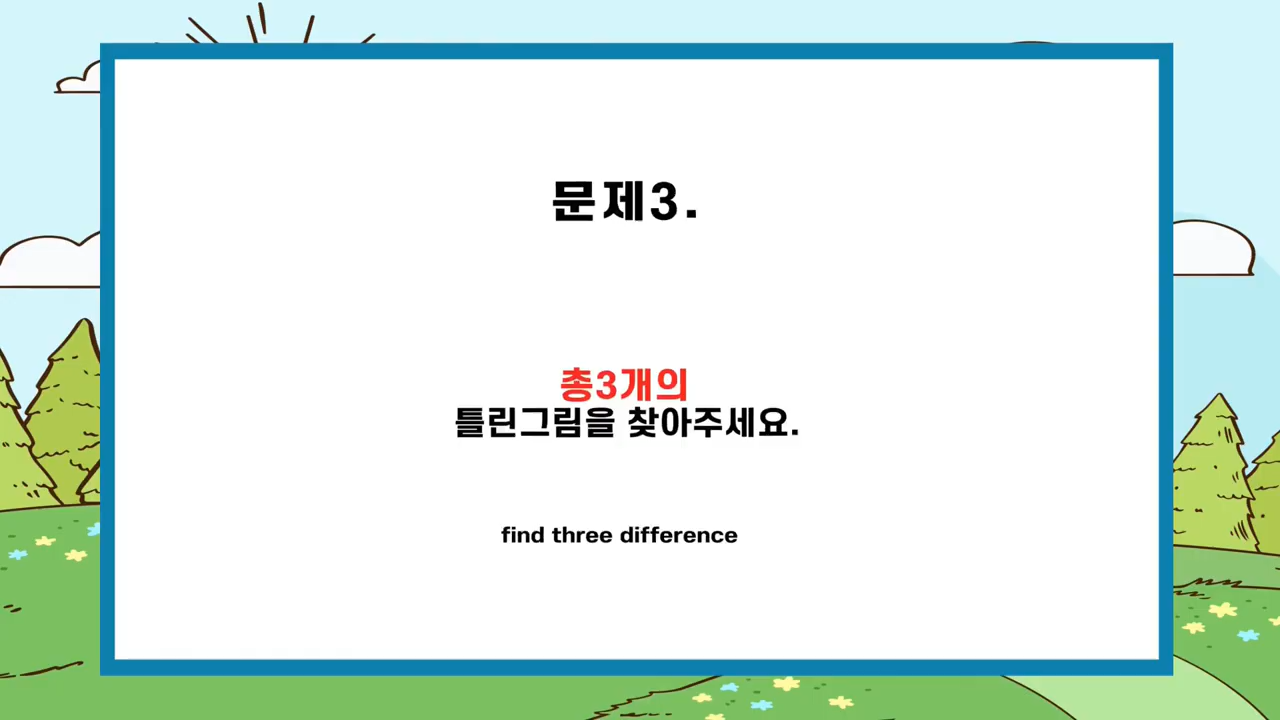 문제3.
총3개의
틀린그림을 찾아주세요.
find three difference